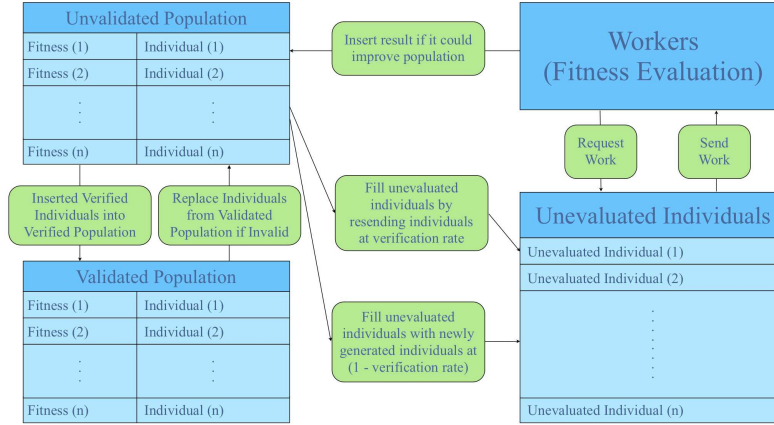 Unvalidated Population
Fitness (1) Individual (1)
Fitness (2) Individual (2)
Fitness (n) Individual (n)
Insert result if it could
improve population
Workers
(Fitness Evaluation)
Request
Work
Send
Work
Inserted Verified
Individuals into
Verified Population
Replace Individuals
from Validated
Population if Invalid
Fill unevaluated
individuals by
resending individuals
at verification rate
Unevaluated Individuals
Unevaluated Individual (1)
Unevaluated Individual (2)
Unevaluated Individual (n)
Validated Population
Fitness (1) Individual (1)
Fitness (2) Individual (2)
Fitness (n) Individual (n)
Fill unevaluated
individuals with newly
generated individuals at
(1 - verification rate)